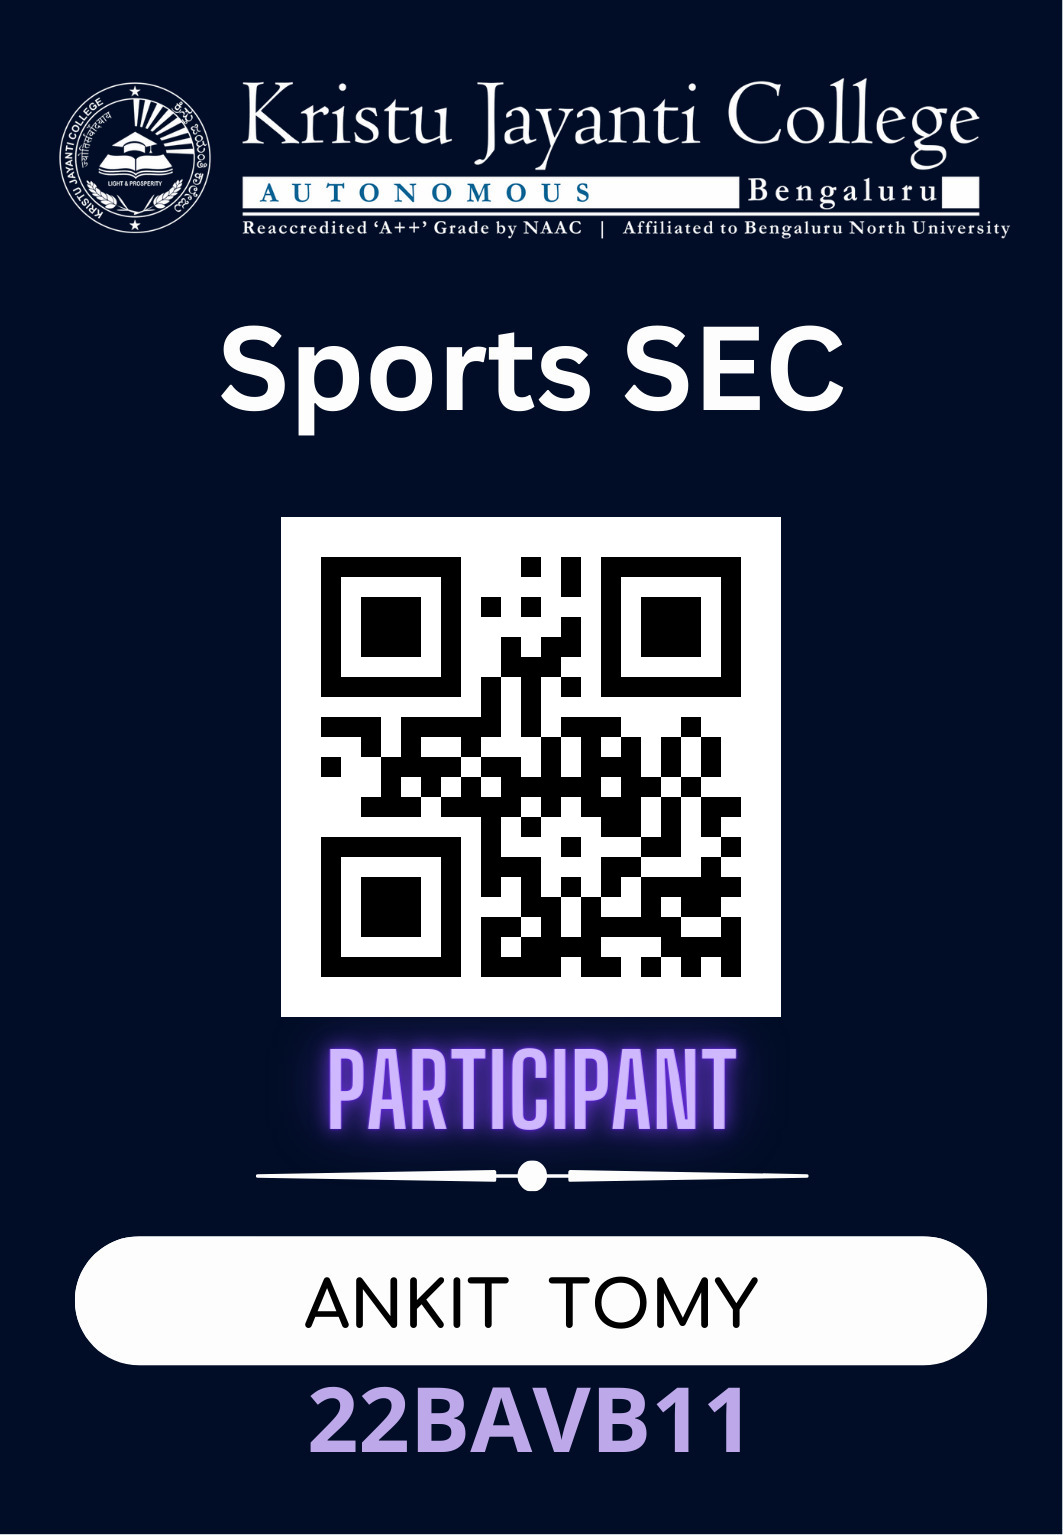 Kristu Jayanti College
AUTONOMOUS Bengaluru
Reaccredited ‘A++’ Grade by NAAC | Affiliated to Bengaluru North University
KRISTU JAYANTI COLLEGE
LIGHT & PROSPERITY
Sports SEC
PARTICIPANT
ANKIT TOMY
22BAVB11